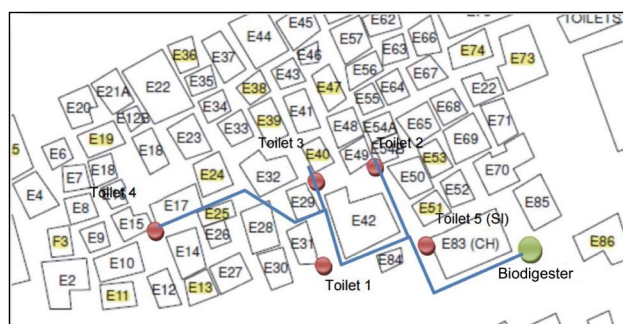 E45
E62
TOILETS
E44
E57
E66
E36
E37
E46
E63
E74
E73
E22
E35
E43
E56
E67
E21A
E38
E47
E64
E22
E20
E34
E41
E55
E68
E12B
E39
E48
E54A
E65
E71
E19
E23
E33
Toilet 3
Toilet 2
E69
E6
E18
E40
E49
E54B
E53
E18
E32
E50
E70
E7
E24
E52
E4
Toilet 4
E29
E85
E8
E17
E25
E51
E15
E28
E42
Toilet 5 (SI)
F3
E9
E26
E14
E31
E83 (CH)
E86
E10
E84
Biodigester
E2
E27
E30
E11
E12
E13
Toilet 1